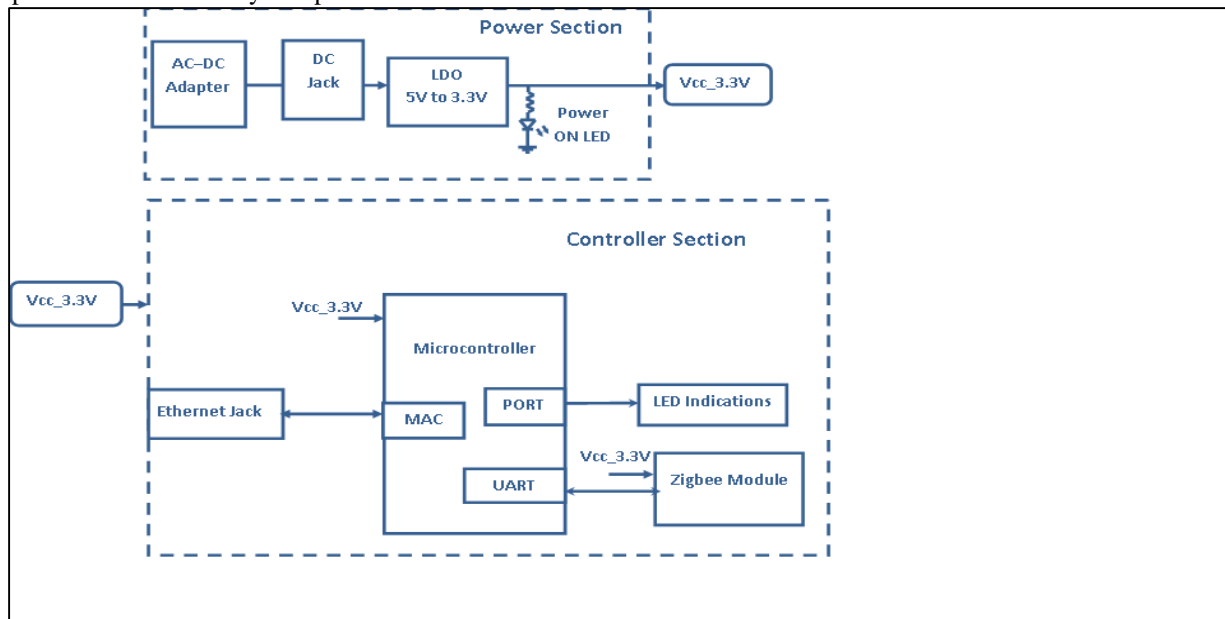 Power Section
AC–DC
Adapter
DC
Jack
LDO
5V to 3.3V
Vcc_3.3V
Power
ON LED
Controller Section
Vcc_3.3V
Vcc_3.3V
Microcontroller
Ethernet Jack
MAC
PORT
LED Indications
Vcc_3.3V
UART
Zigbee Module